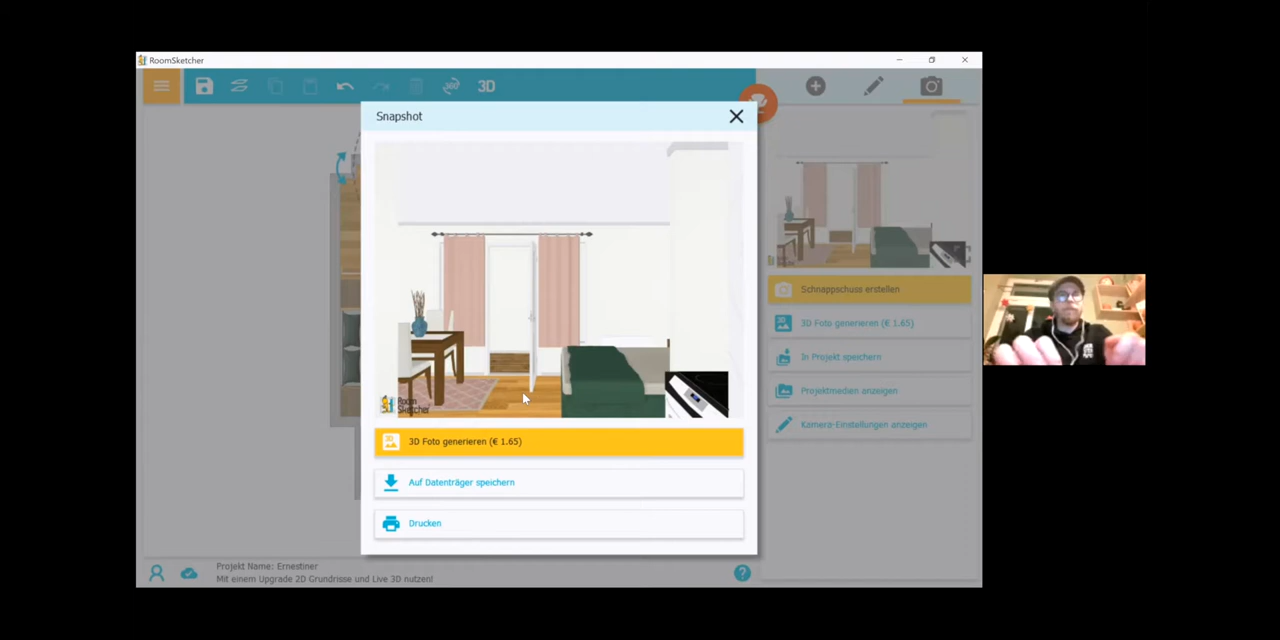 RoomSketcher
3D
Snapshot
Room
Sketcher
3D Foto generieren (€ 1.65)
Auf Datenträger speichern
Drucken
Schnappschuss erstellen
3D Foto generieren (€ 1.65)
In Projekt speichern
Projektmedien anzeigen
Kamera-Einstellungen anzeigen
Projekt Name: Ernestiner
Mit einem Upgrade 2D Grundrisse und Live 3D nutzen!